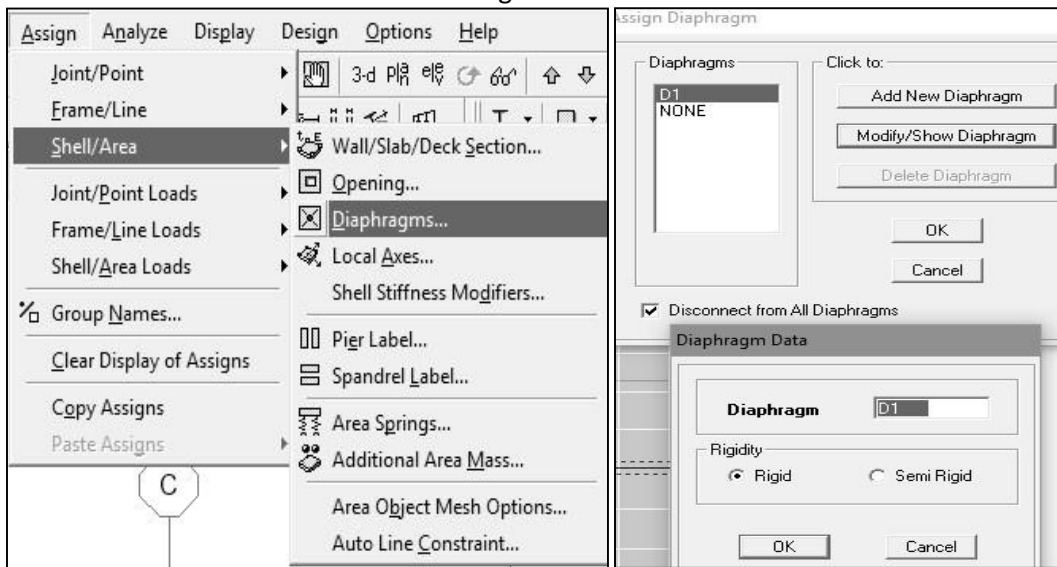 Assign Analyze Display Design Options Help
Joint/Point
Frame/Line
Shell/Area
Joint/Point Loads
Frame/Line Loads
Shell/Area Loads
Group Names...
Clear Display of Assigns
Copy Assigns
Paste Assigns
C
3-d
Wall/Slab/Deck Section...
Opening...
Diaphragms...
Local Axes...
Shell Stiffness Modifiers...
Pier Label...
Spandrel Label...
Area Springs...
Additional Area Mass...
Area Object Mesh Options...
Auto Line Constraint...
Assign Diaphragm
Diaphragms
D1
NONE
Click to:
Add New Diaphragm
Modify/Show Diaphragm
Delete Diaphragm
OK
Cancel
Disconnect from All Diaphragms
Diaphragm Data
Diaphragm D1
Rigidity
Rigid Semi Rigid
OK Cancel